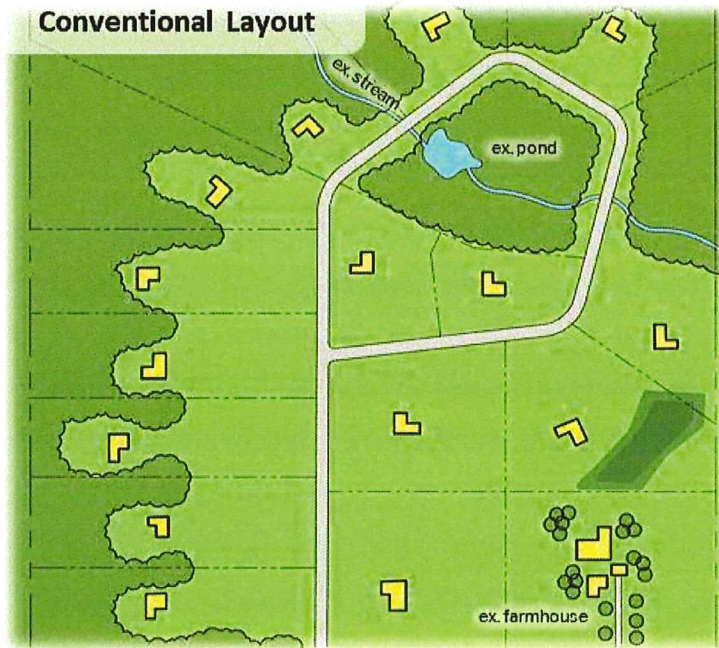 Conventional Layout
ex. stream
ex. pond
ex. farmhouse